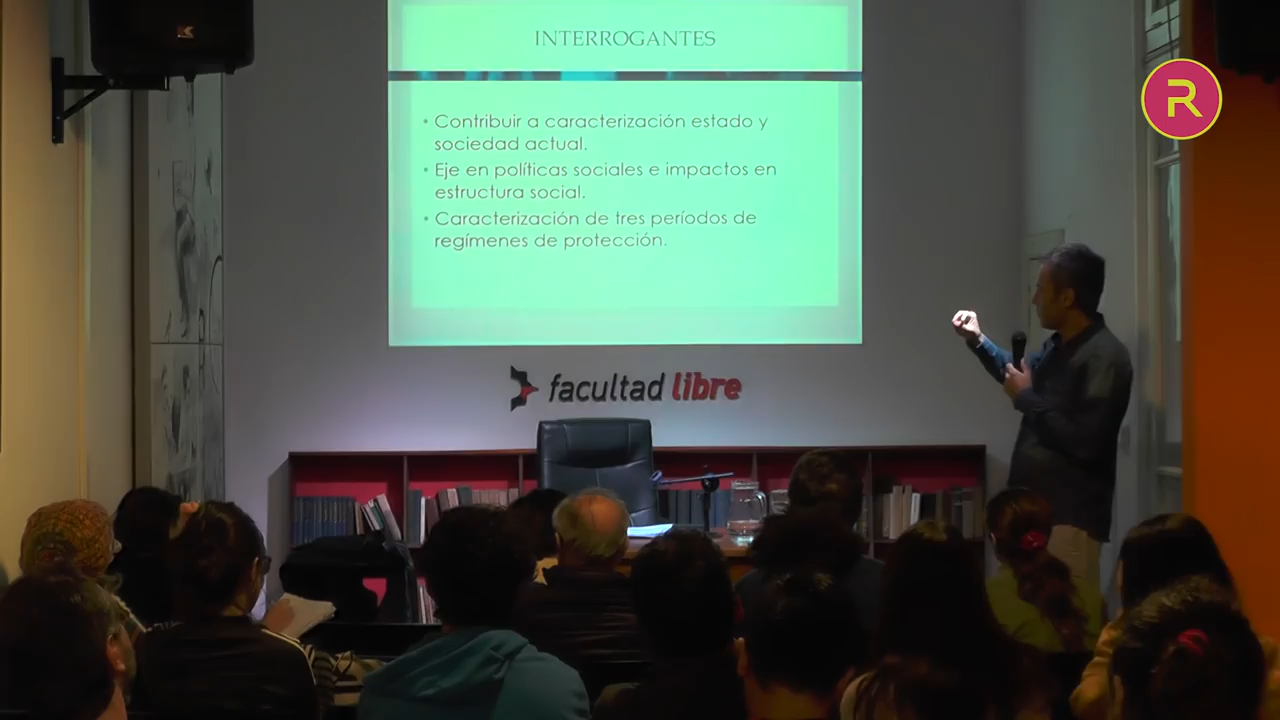 INTERROGANTES
• Contribuir a caracterización estado y
sociedad actual.
• Eje en políticas sociales e impactos en
estructura social.
• Caracterización de tres períodos de
regímenes de protección.
facultad libre
R